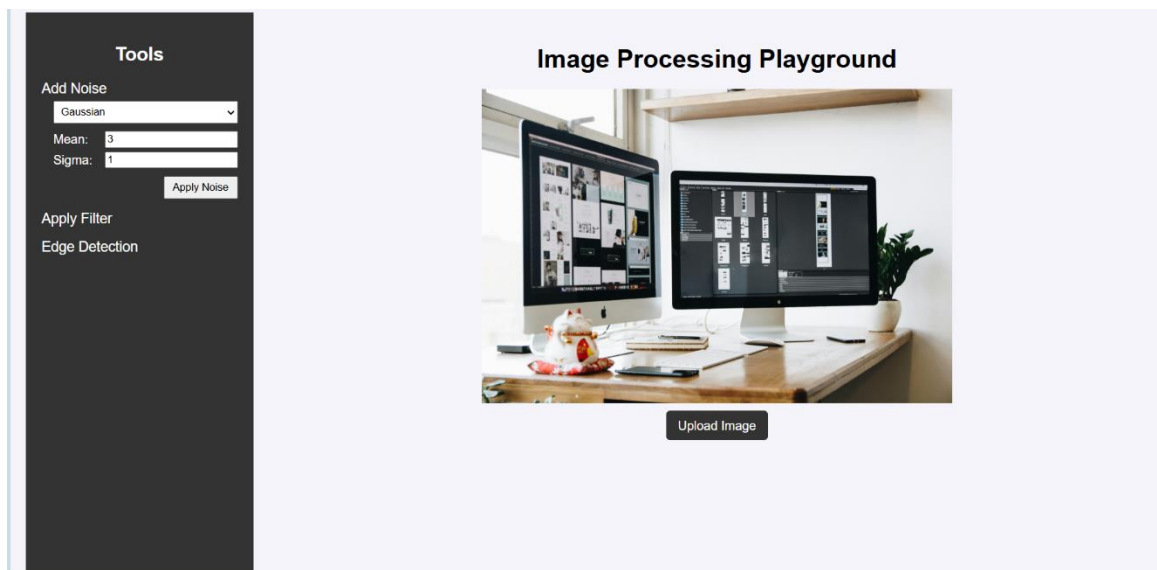 Tools
Add Noise
Gaussian
Mean: 3
Sigma: 1
Apply Noise
Apply Filter
Edge Detection
Image Processing Playground
Upload Image